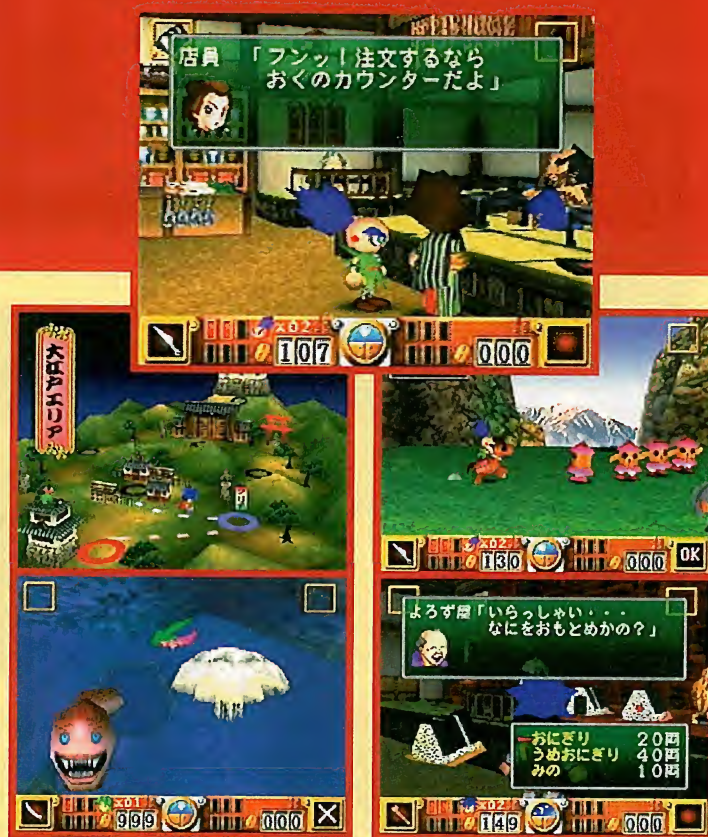 店員 「フンッ!注文するなら
おくのカウンターだよ」
x02
107
000
大江戸エリア
x02
130
000
OK
x01
999
000
よろず屋「いらっしゃい・・・
なにをおもとめかの?」
おにぎり 20両
うめおにぎり 40両
みの 10両
x02
149
000